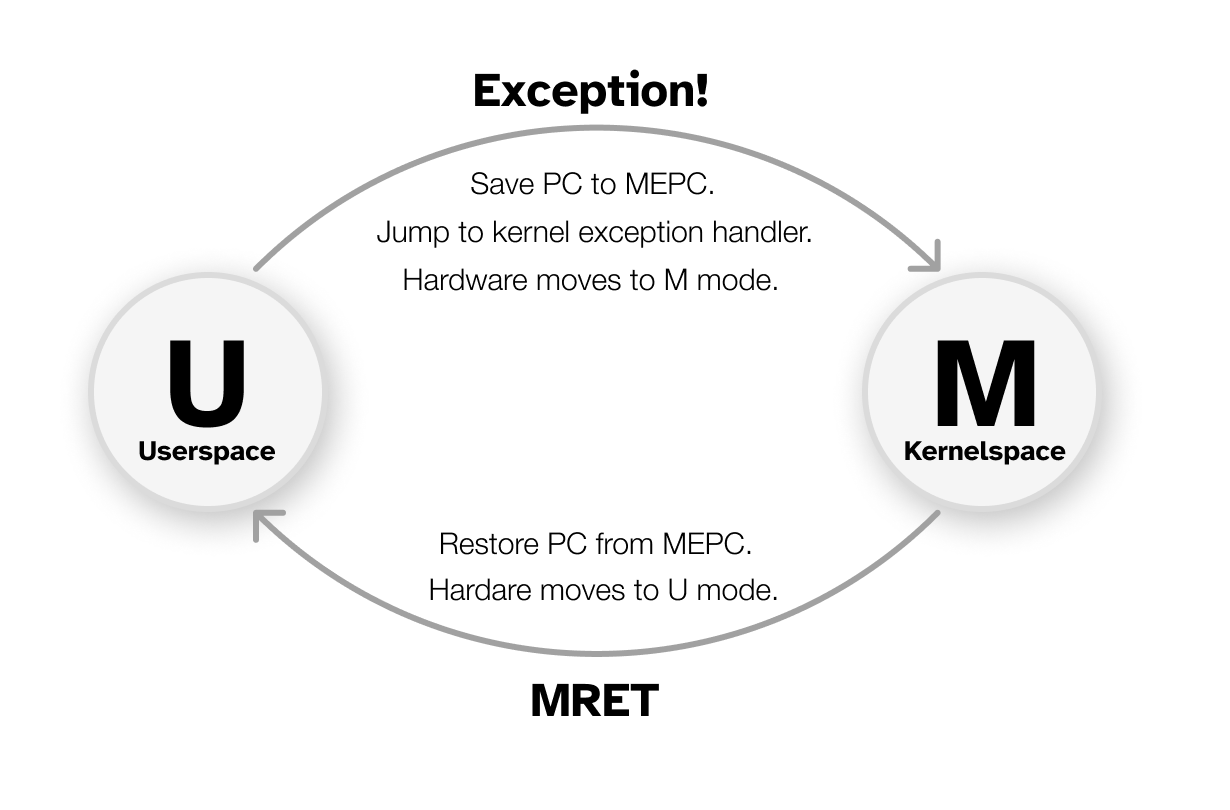 Exception!
Save PC to MEPC.
Jump to kernel exception handler.
Hardware moves to M mode.
U
Userspace
M
Kernelspace
Restore PC from MEPC.
Hardare moves to U mode.
MRET